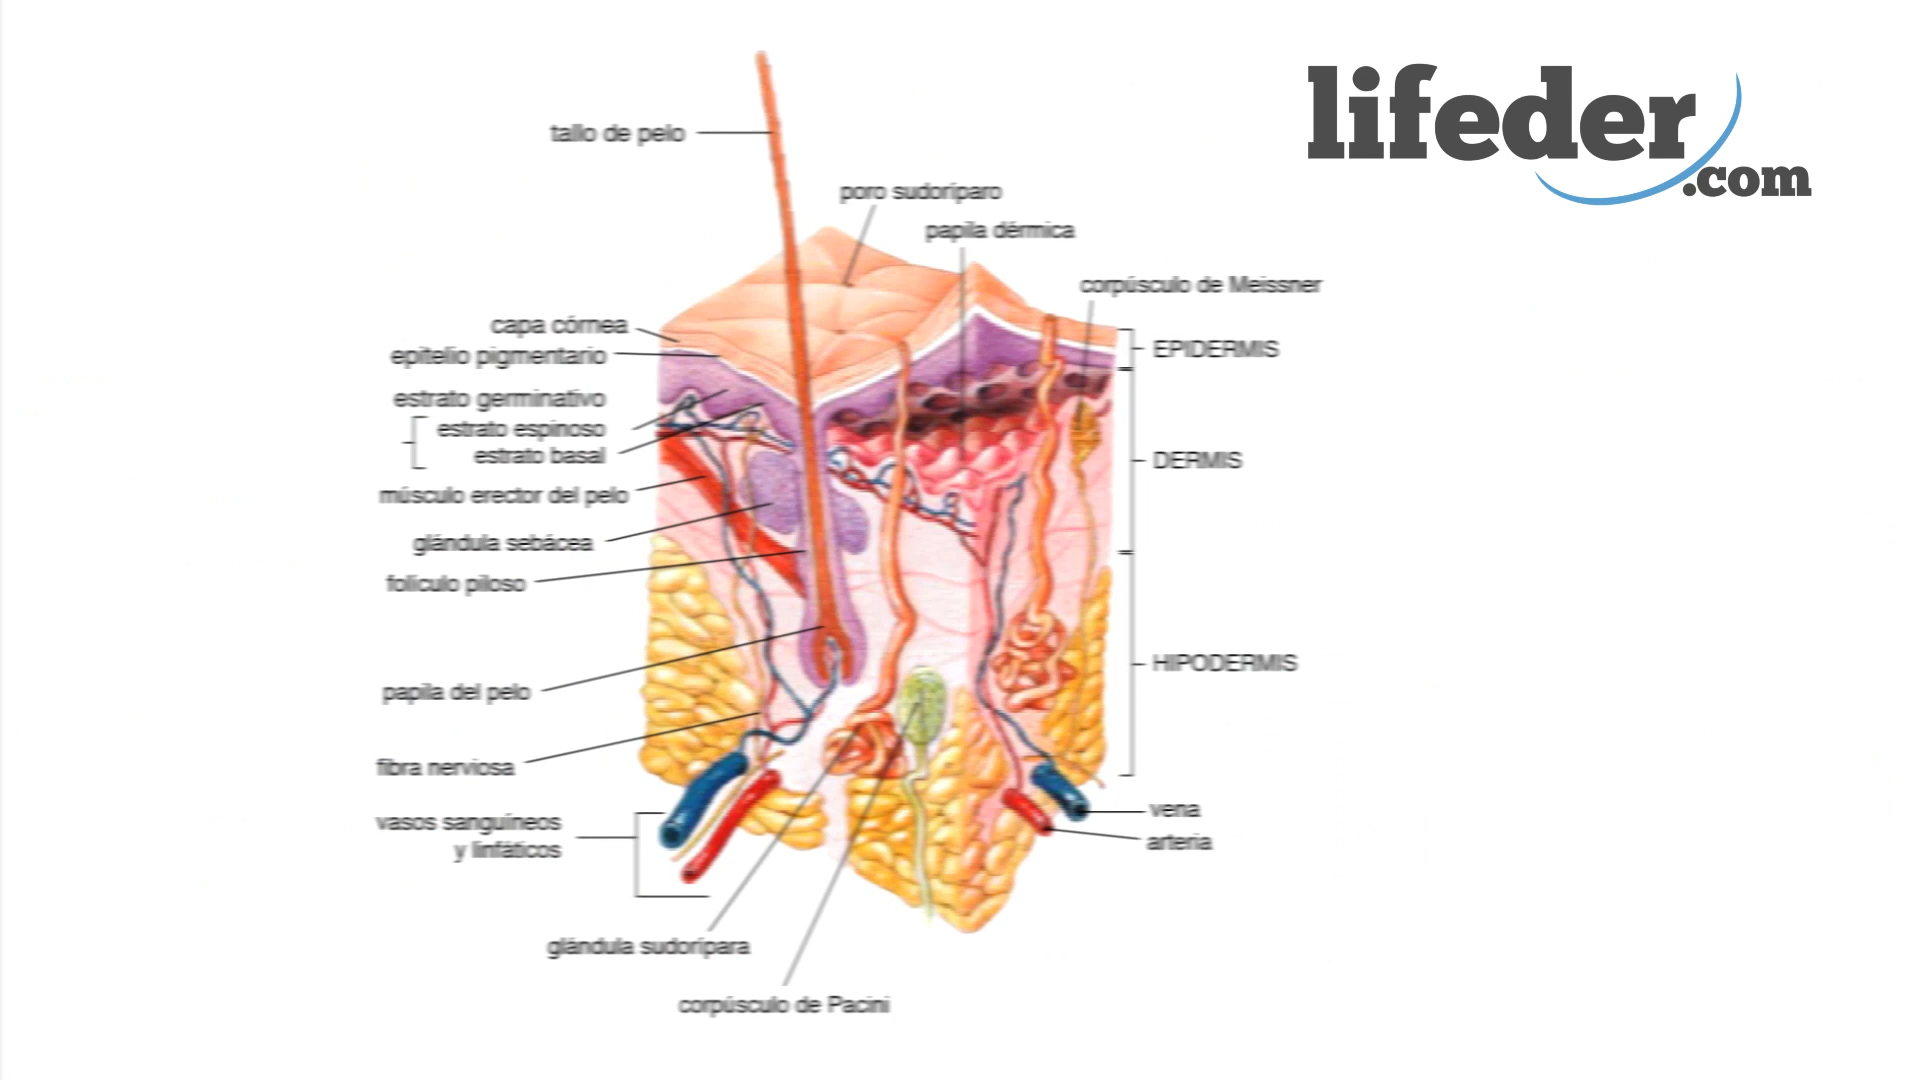 lifeder
.com
tallo de pelo
poro sudoríparo
papila dérmica
corpúsculo de Meissner
capa córnea
epitelio pigmentario
estrato germinativo
estrato espinoso
estrato basal
músculo erector del pelo
glándula sebácea
folículo piloso
papila del pelo
fibra nerviosa
vasos sanguíneos
y linfáticos
glándula sudorípara
corpúsculo de Pacini
EPIDERMIS
DERMIS
HIPODERMIS
vena
arteria